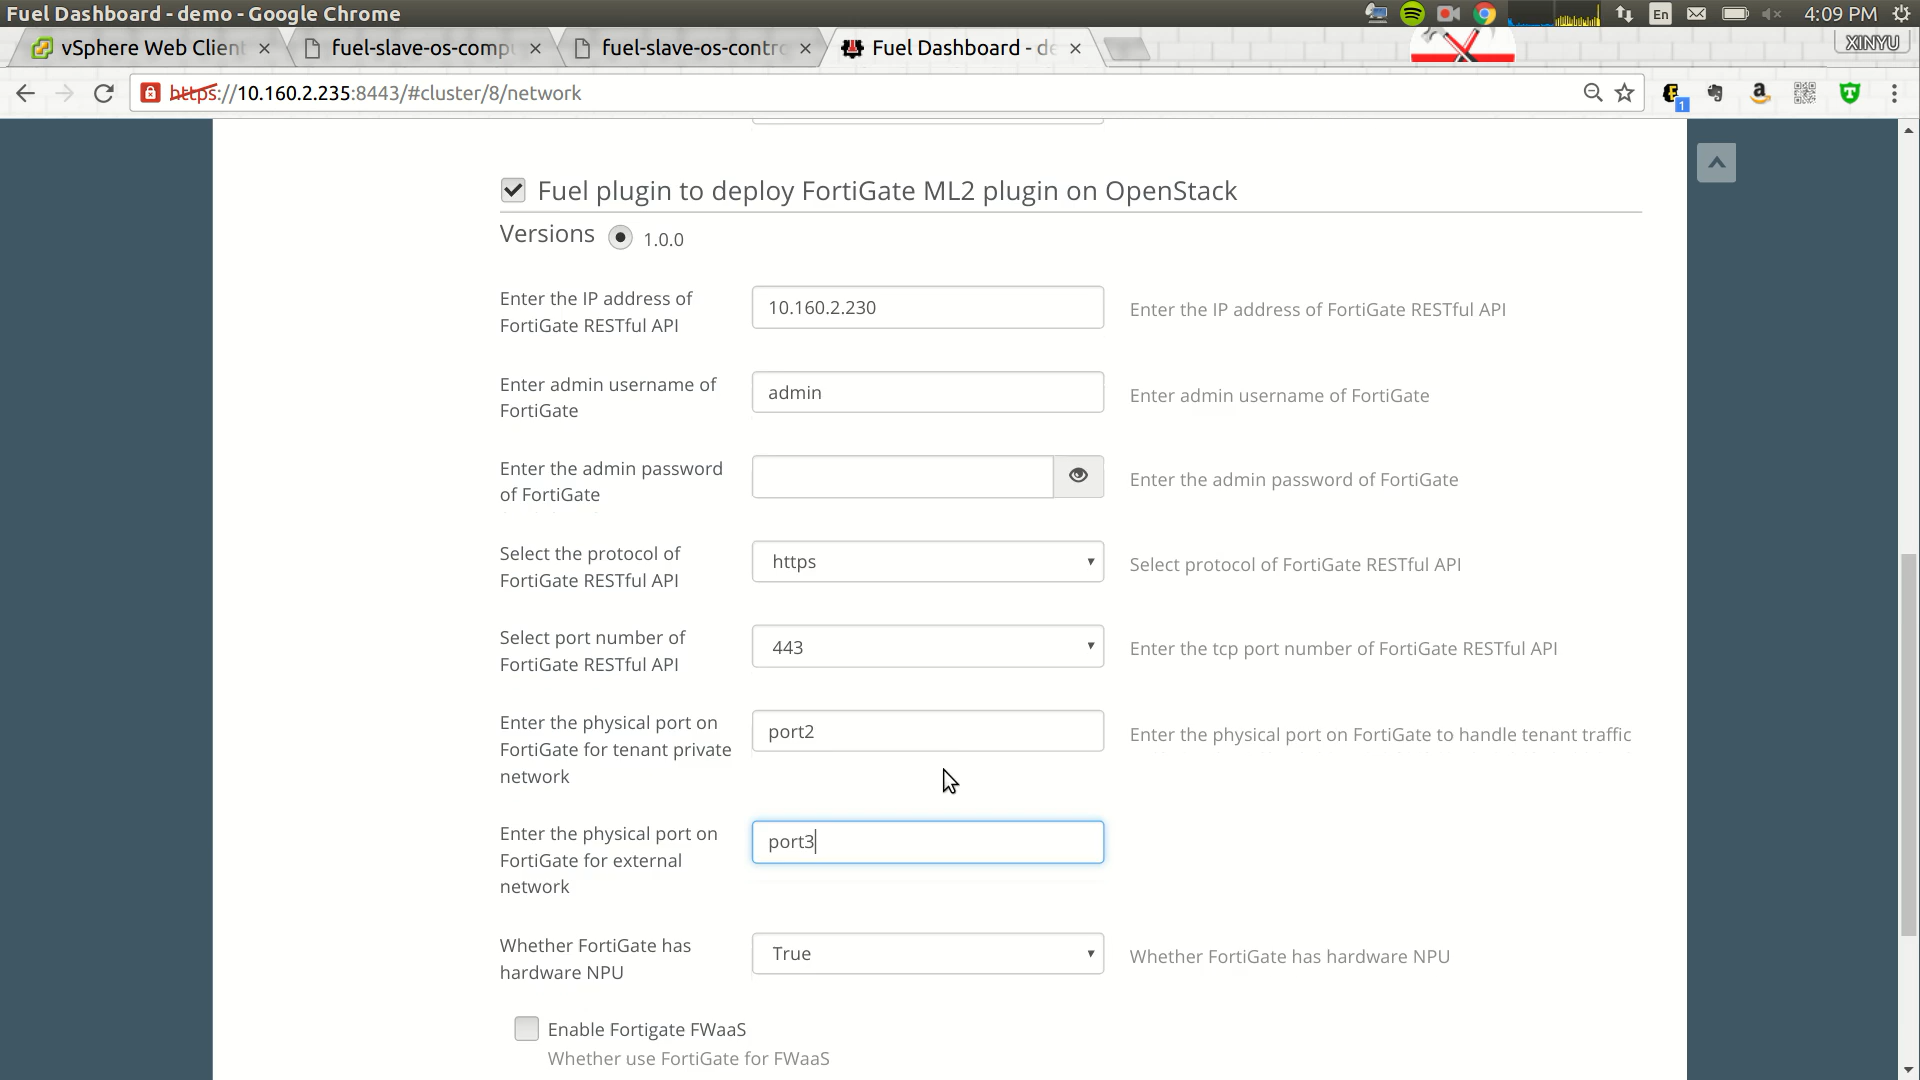 Fuel Dashboard - demo - Google Chrome
En
4:09 PM
vSphere Web Client
fuel-slave-os-comp
fuel-slave-os-contro
Fuel Dashboard - de
XINYU
https://10.160.2.235:8443/#cluster/8/network
1
Fuel plugin to deploy FortiGate ML2 plugin on OpenStack
Versions 1.0.0
Enter the IP address of
FortiGate RESTful API
10.160.2.230
Enter the IP address of FortiGate RESTful API
Enter admin username of
FortiGate
admin
Enter admin username of FortiGate
Enter the admin password
of FortiGate
Enter the admin password of FortiGate
Select the protocol of
FortiGate RESTful API
https
Select protocol of FortiGate RESTful API
Select port number of
FortiGate RESTful API
443
Enter the tcp port number of FortiGate RESTful API
Enter the physical port on
FortiGate for tenant private
network
port2
Enter the physical port on FortiGate to handle tenant traffic
Enter the physical port on
FortiGate for external
network
port3
Whether FortiGate has
hardware NPU
True
Whether FortiGate has hardware NPU
Enable Fortigate FWaaS
Whether use FortiGate for FWaaS